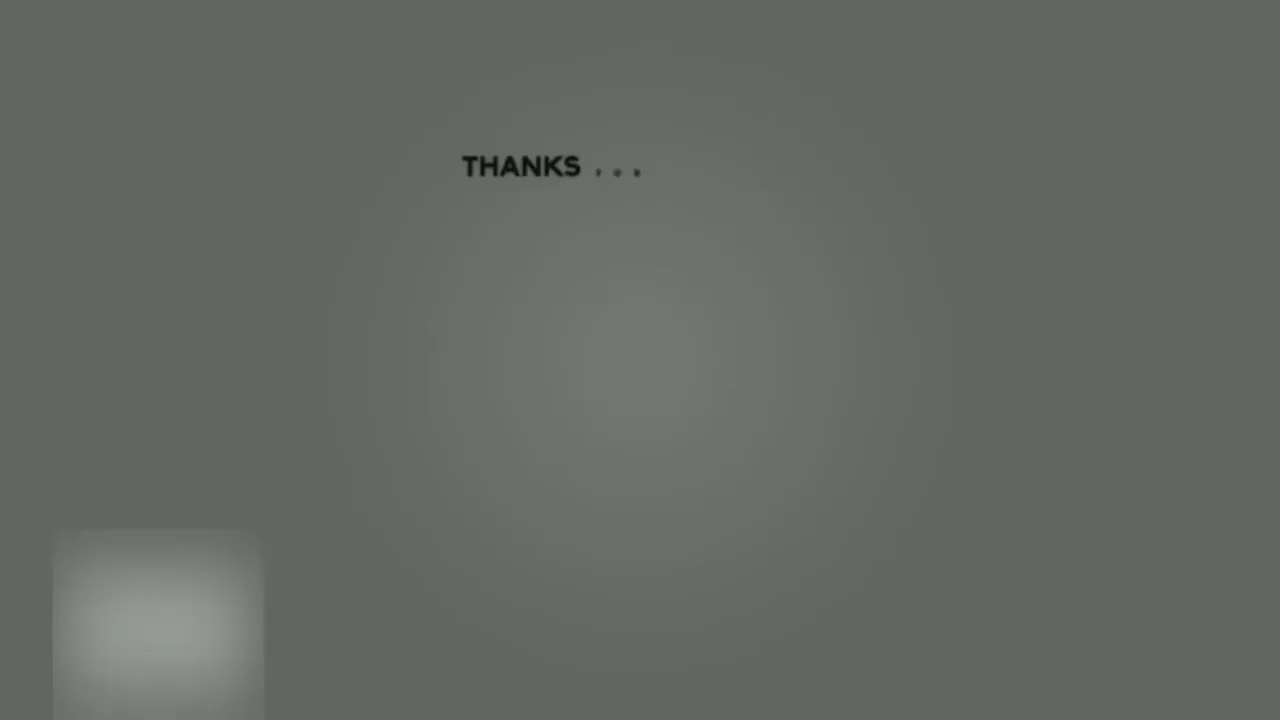 THANKS . . .